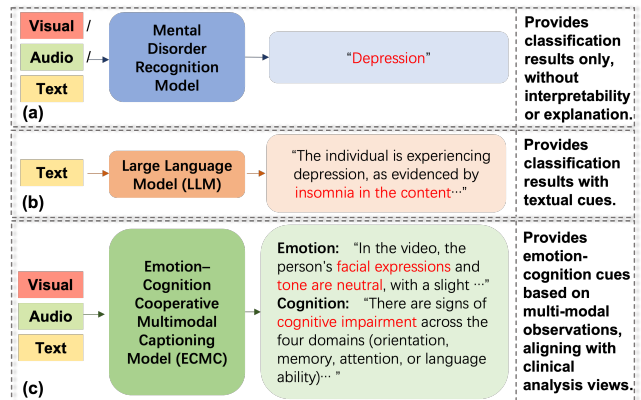 Visual /
Audio /
Text
(a)
Mental
Disorder
Recognition
Model
“Depression”
Provides
classification
results only,
without
interpretability
or explanation.
Text
(b)
Large Language
Model (LLM)
“The individual is experiencing
depression, as evidenced by
insomnia in the content···”
Provides
classification
results with
textual cues.
Visual
Audio
Text
(c)
Emotion–
Cognition
Cooperative
Multimodal
Captioning
Model (ECMC)
Emotion: “In the video, the
person’s facial expressions and
tone are neutral, with a slight ···”
Cognition: “There are signs of
cognitive impairment across the
four domains (orientation,
memory, attention, or language
ability)··· ”
Provides
emotion-
cognition cues
based on
multi-modal
observations,
aligning with
clinical
analysis views.